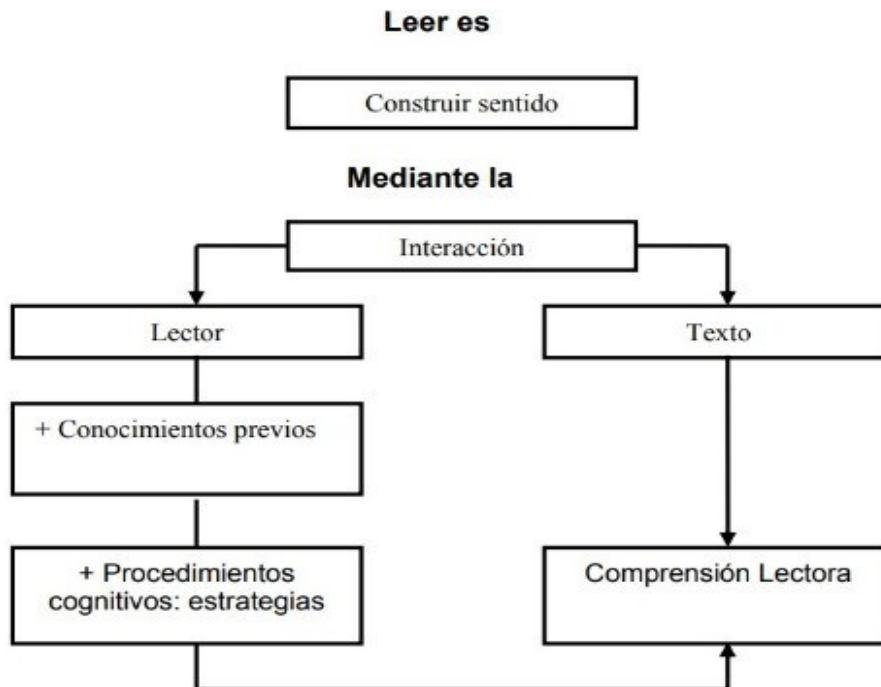 Leer es
Construir sentido
Mediante la
Interacción
Lector
Texto
+ Conocimientos previos
+ Procedimientos
cognitivos: estrategias
Comprensión Lectora